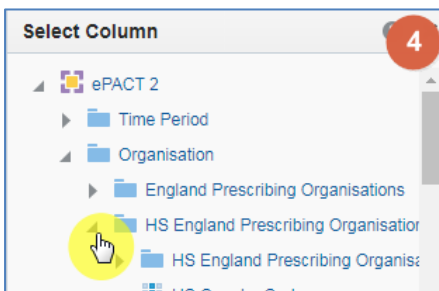 Select Column
4
ePACT 2
Time Period
Organisation
England Prescribing Organisations
HS England Prescribing Organisation
HS England Prescribing Organisa